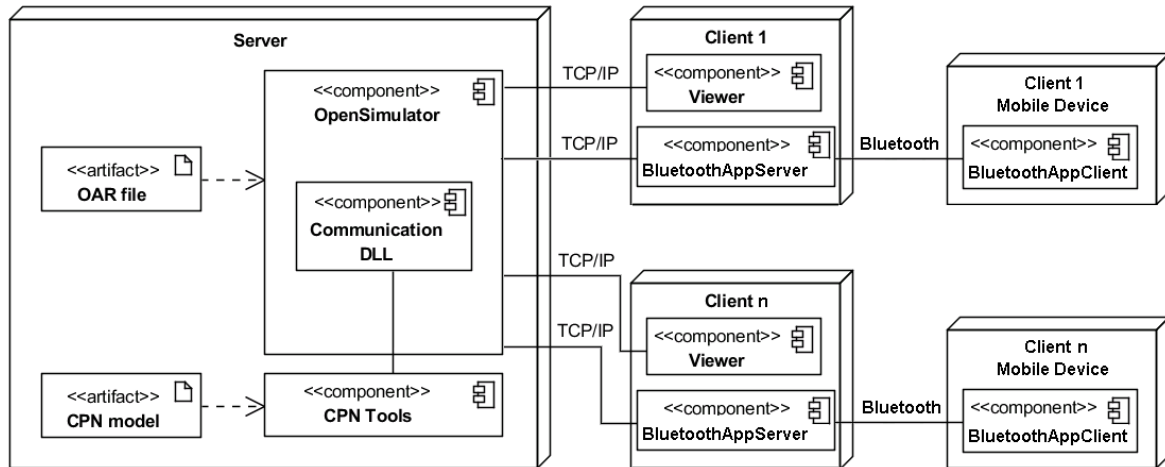 Server
<<component>>
OpenSimulator
<<artifact>>
OAR file
<<component>>
Communication
DLL
<<artifact>>
CPN model
<<component>>
CPN Tools
TCP/IP
TCP/IP
TCP/IP
TCP/IP
Client 1
<<component>>
Viewer
<<component>>
BluetoothAppServer
Bluetooth
Client 1
Mobile Device
<<component>>
BluetoothAppClient
Client n
<<component>>
Viewer
<<component>>
BluetoothAppServer
Bluetooth
Client n
Mobile Device
<<component>>
BluetoothAppClient